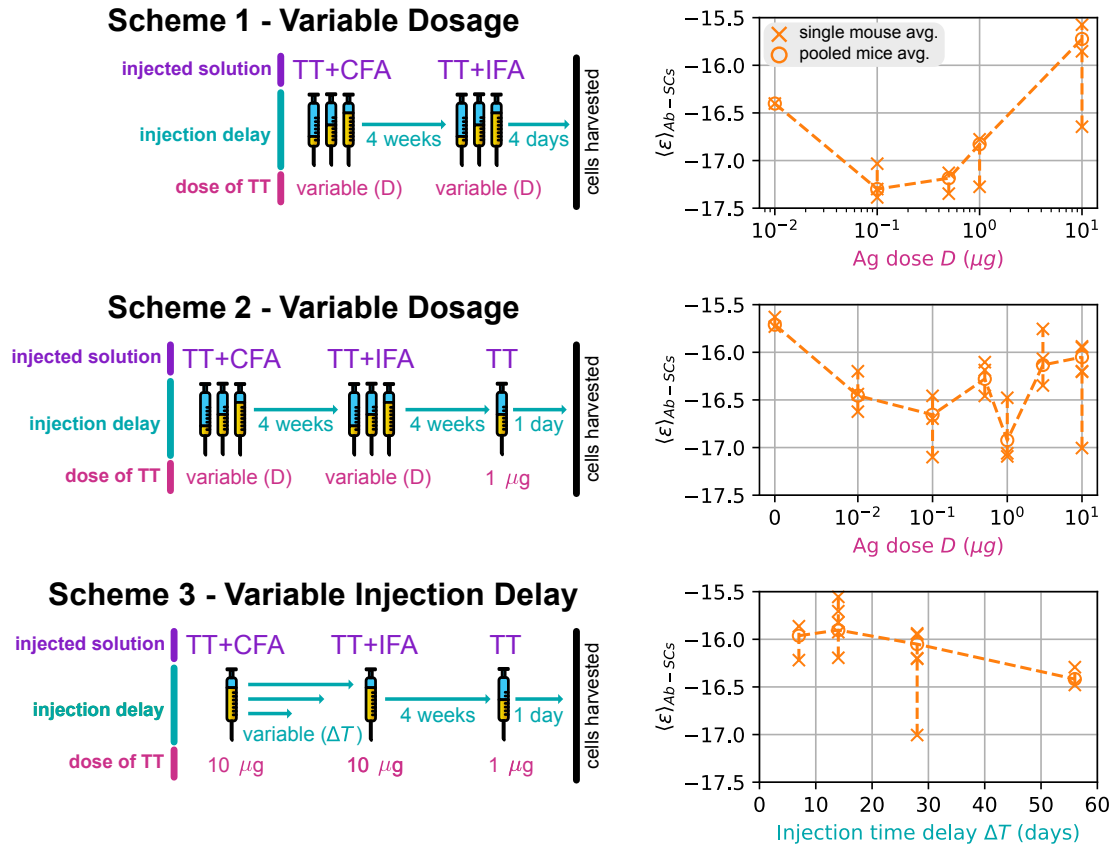 Scheme 1 - Variable Dosage
injected solution
TT+CFA
TT+IFA
injection delay
4 weeks
4 days
dose of TT
variable (D)
variable (D)
cells harvested
single mouse avg.
pooled mice avg.
⟨ε⟩Ab−SCs
−15.5
−16.0
−16.5
−17.0
−17.5
10⁻²
10⁻¹
10⁰
10¹
Ag dose D (μg)
Scheme 2 - Variable Dosage
injected solution
TT+CFA
TT+IFA
TT
injection delay
4 weeks
4 weeks
1 day
dose of TT
variable (D)
variable (D)
1 μg
cells harvested
⟨ε⟩Ab−SCs
−15.5
−16.0
−16.5
−17.0
−17.5
0
10⁻²
10⁻¹
10⁰
10¹
Ag dose D (μg)
Scheme 3 - Variable Injection Delay
injected solution
TT+CFA
TT+IFA
TT
injection delay
variable (ΔT)
4 weeks
1 day
dose of TT
10 μg
10 μg
1 μg
cells harvested
⟨ε⟩Ab−SCs
−15.5
−16.0
−16.5
−17.0
−17.5
0
10
20
30
40
50
60
Injection time delay ΔT (days)